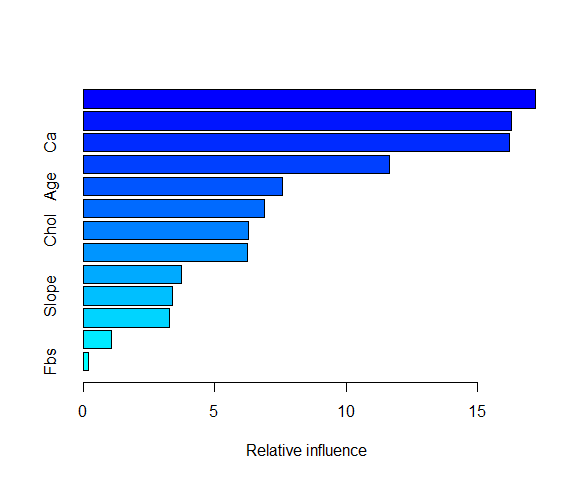 Ca
Age
Chol
Slope
Fbs
0 5 10 15
Relative influence